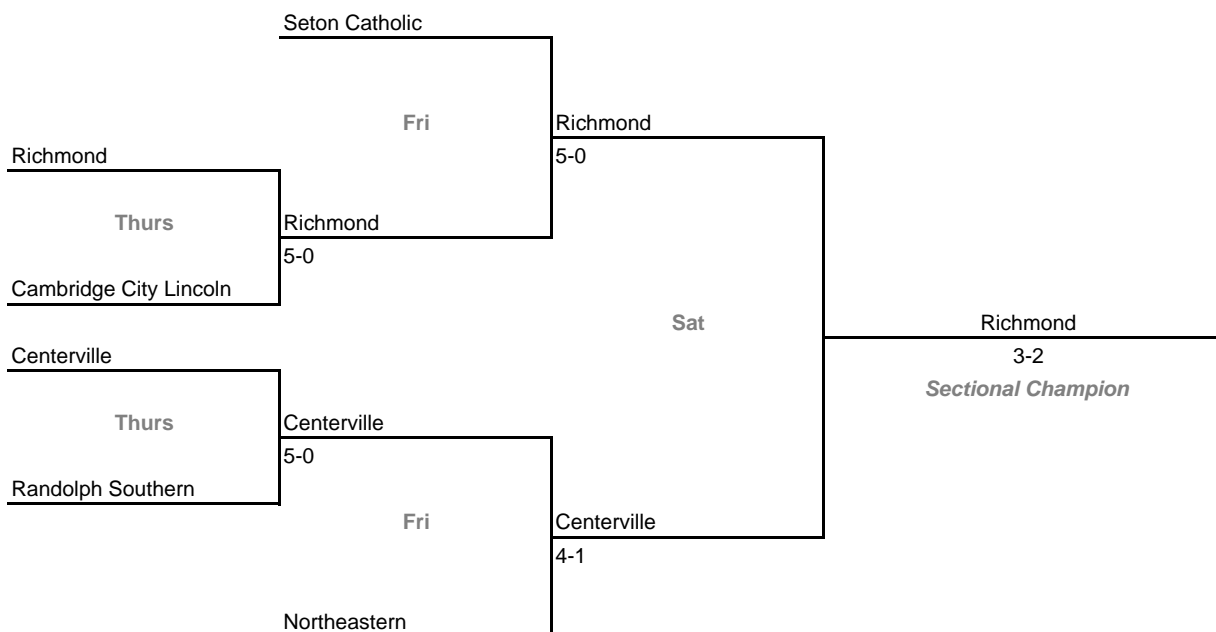 Seton Catholic
Fri
Richmond
5-0
Richmond
Thurs
Richmond
5-0
Cambridge City Lincoln
Sat
Richmond
3-2
Sectional Champion
Centerville
Thurs
Centerville
5-0
Randolph Southern
Fri
Centerville
4-1
Northeastern